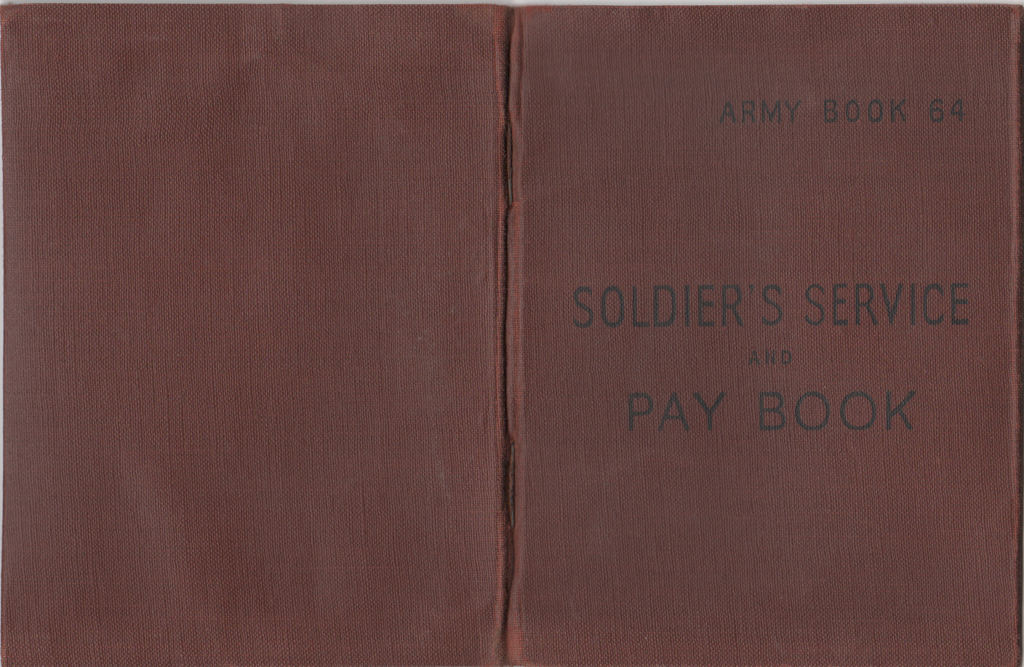 ARMY BOOK 64
SOLDIER'S SERVICE
AND
PAY BOOK